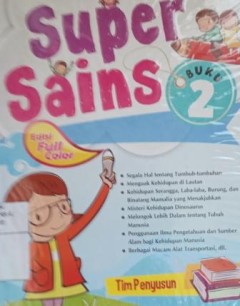 Super
Sains
BUKU
2
Edisi
Full
Color
• Segala Hal tentang Tumbuh-tumbuhan
• Menguak Kehidupan di Lautan
• Kehidupan Serangga, Laba-laba, Burung, dan
Binatang Mamalia yang Menakjubkan
• Misteri Kehidupan Dinosaurus
• Melongok Lebih Dalam tentang Tubuh
Manusia
• Penggunaan Ilmu Pengetahuan dan Sumber
Alam bagi Kehidupan Manusia
• Berbagai Macam Alat Transportasi, dll.
Tim Penyusun